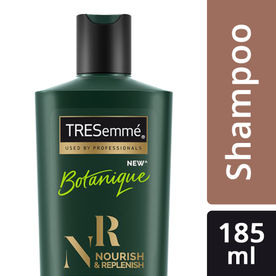 TRESemmé
USED BY PROFESSIONALS
NEW^
Botanique
NR
NOURISH
& REPLENISH
Shampoo
185
ml